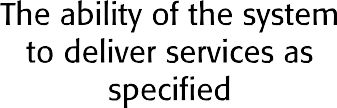 The ability of the system
to deliver services as
specified